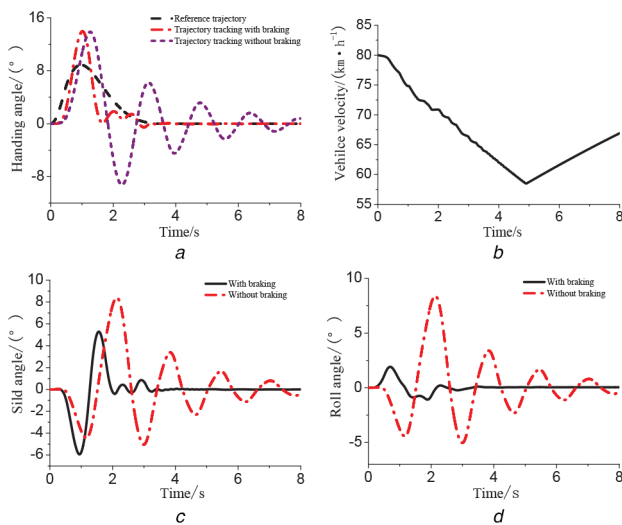 Reference trajectory
Trajectory tracking with braking
Trajectory tracking without braking
16
8
0
-8
Handing angle/(°)
0 2 4 6 8
Time/s
a
85
80
75
70
65
60
55
Vehilce velocity/(km·h⁻¹)
0 2 4 6 8
Time/s
b
With braking
Without braking
10
8
6
4
2
0
-2
-4
-6
Sild angle/(°)
0 2 4 6 8
Time/s
c
With braking
Without braking
10
5
0
-5
Roll angle/(°)
0 2 4 6 8
Time/S
d